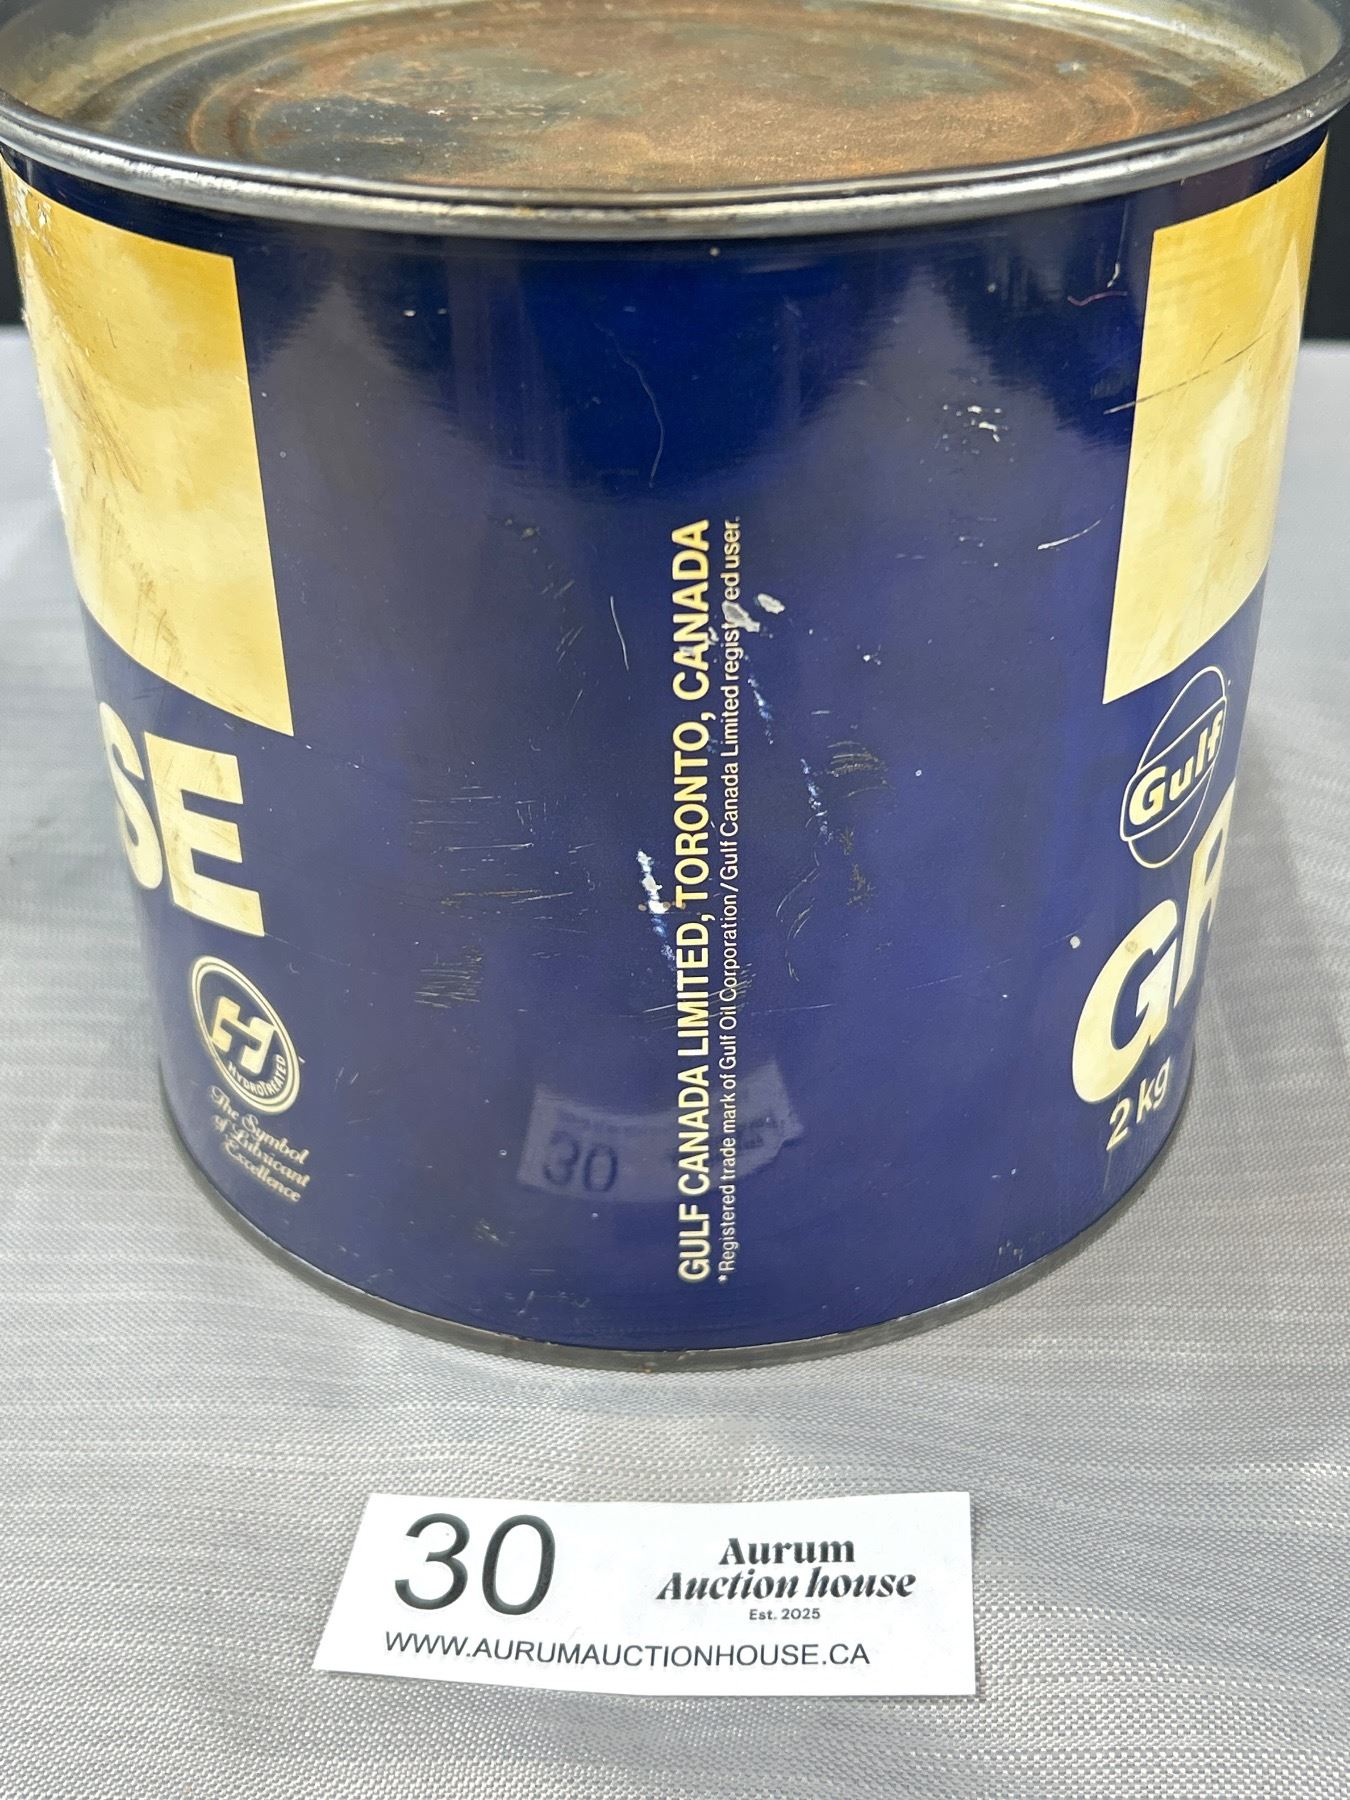 SE
HYDROTREATED
The Symbol
of Lubricant
Excellence
GULF CANADA LIMITED, TORONTO, CANADA
*Registered trade mark of Gulf Oil Corporation/Gulf Canada Limited registered user.
Gulf
GR
2 kg
30
30
Aurum
Auction house
Est. 2025
WWW.AURUMAUCTIONHOUSE.CA